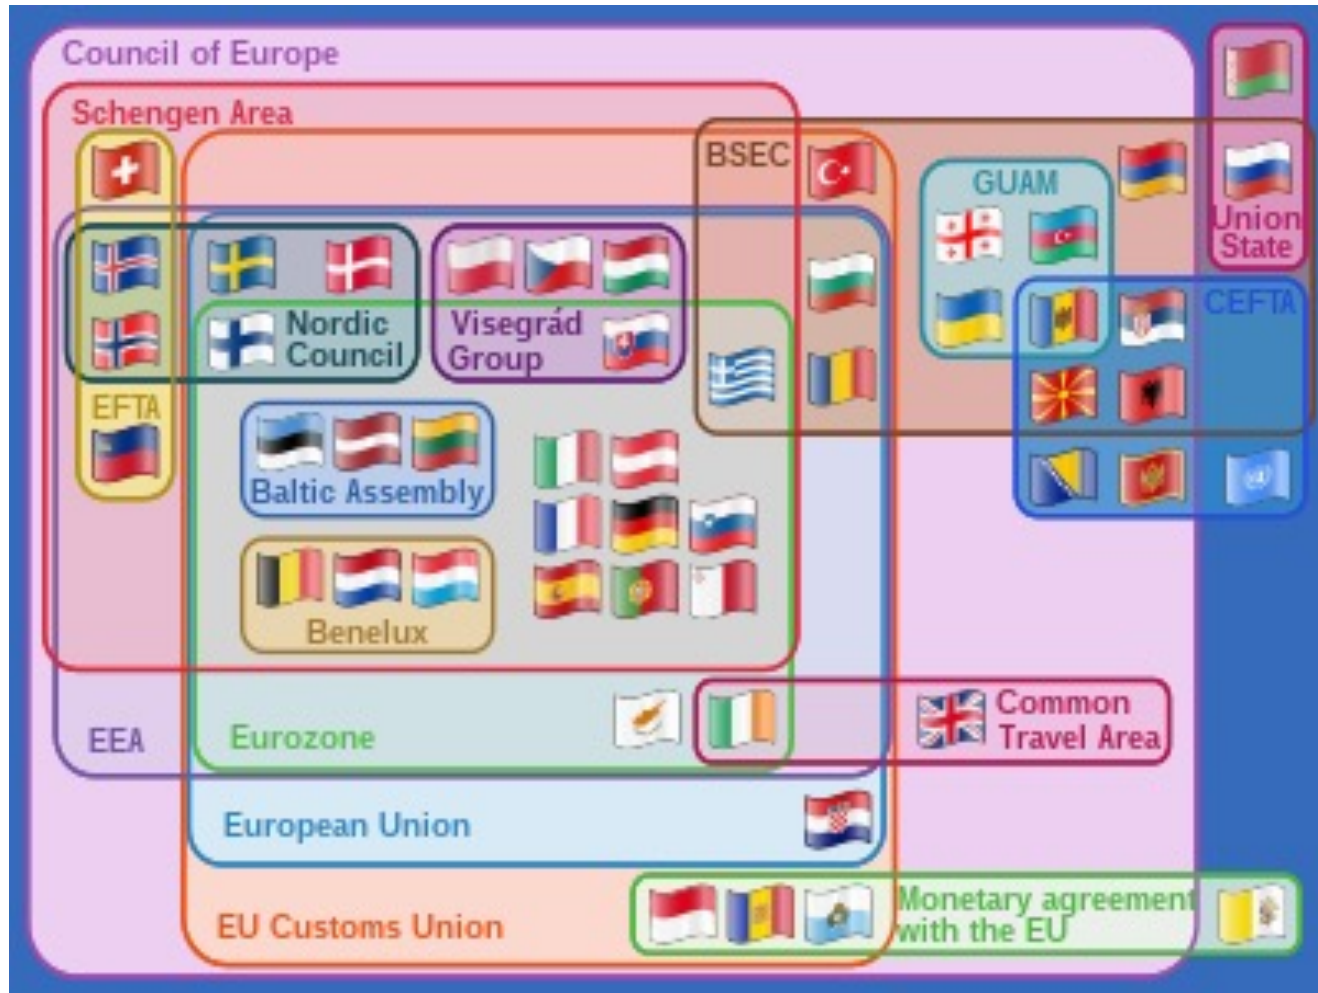 Council of Europe
Schengen Area
BSEC
GUAM
Union
State
CEFTA
Nordic
Council
Visegrád
Group
EFTA
Baltic Assembly
Benelux
Common
Travel Area
EEA
Eurozone
European Union
Monetary agreement
with the EU
EU Customs Union